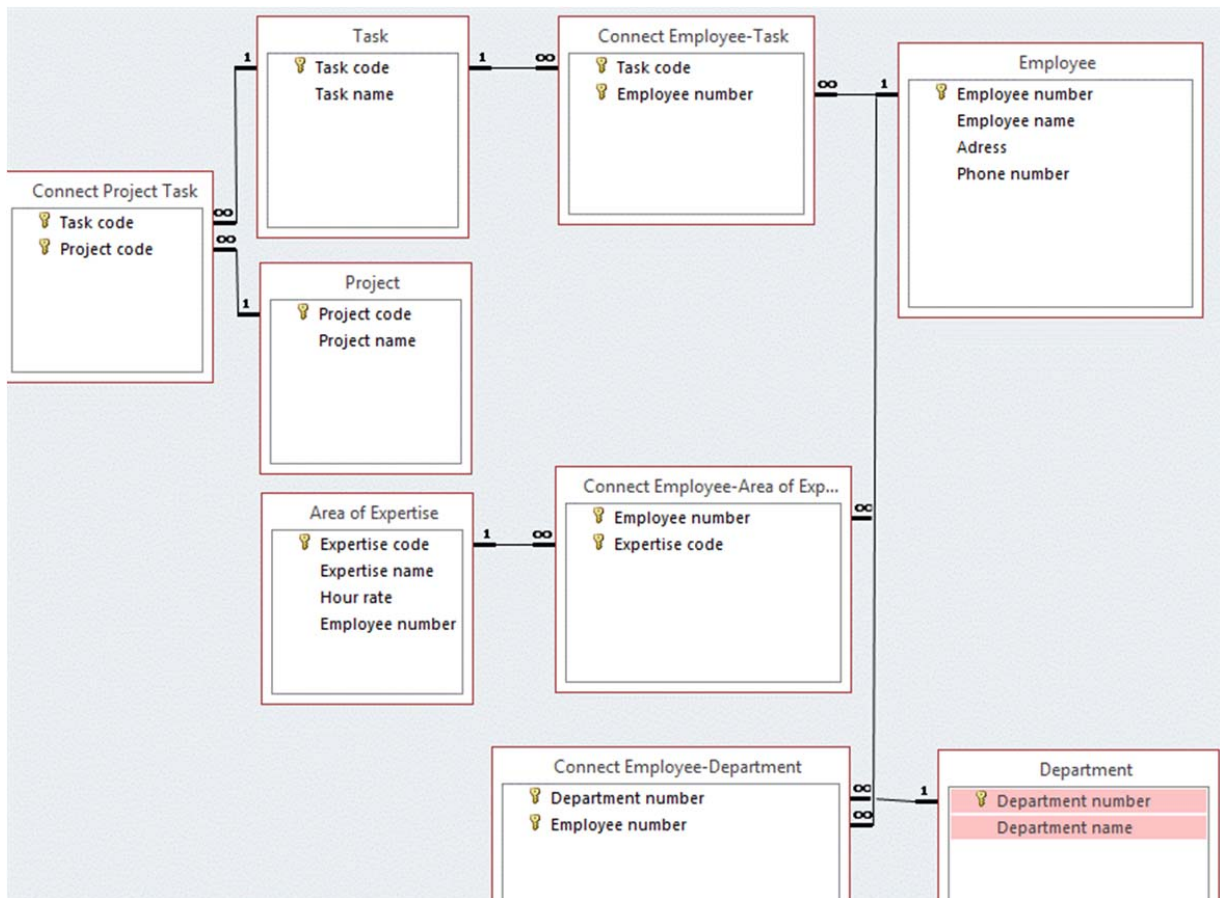 Task
Task code
Task name
Connect Employee-Task
Task code
Employee number
Employee
Employee number
Employee name
Adress
Phone number
Connect Project Task
Task code
Project code
Project
Project code
Project name
Area of Expertise
Expertise code
Expertise name
Hour rate
Employee number
Connect Employee-Area of Exp...
Employee number
Expertise code
Connect Employee-Department
Department number
Employee number
Department
Department number
Department name
1
∞
1
∞
∞
1
∞
1
1
∞
∞
∞
∞
1